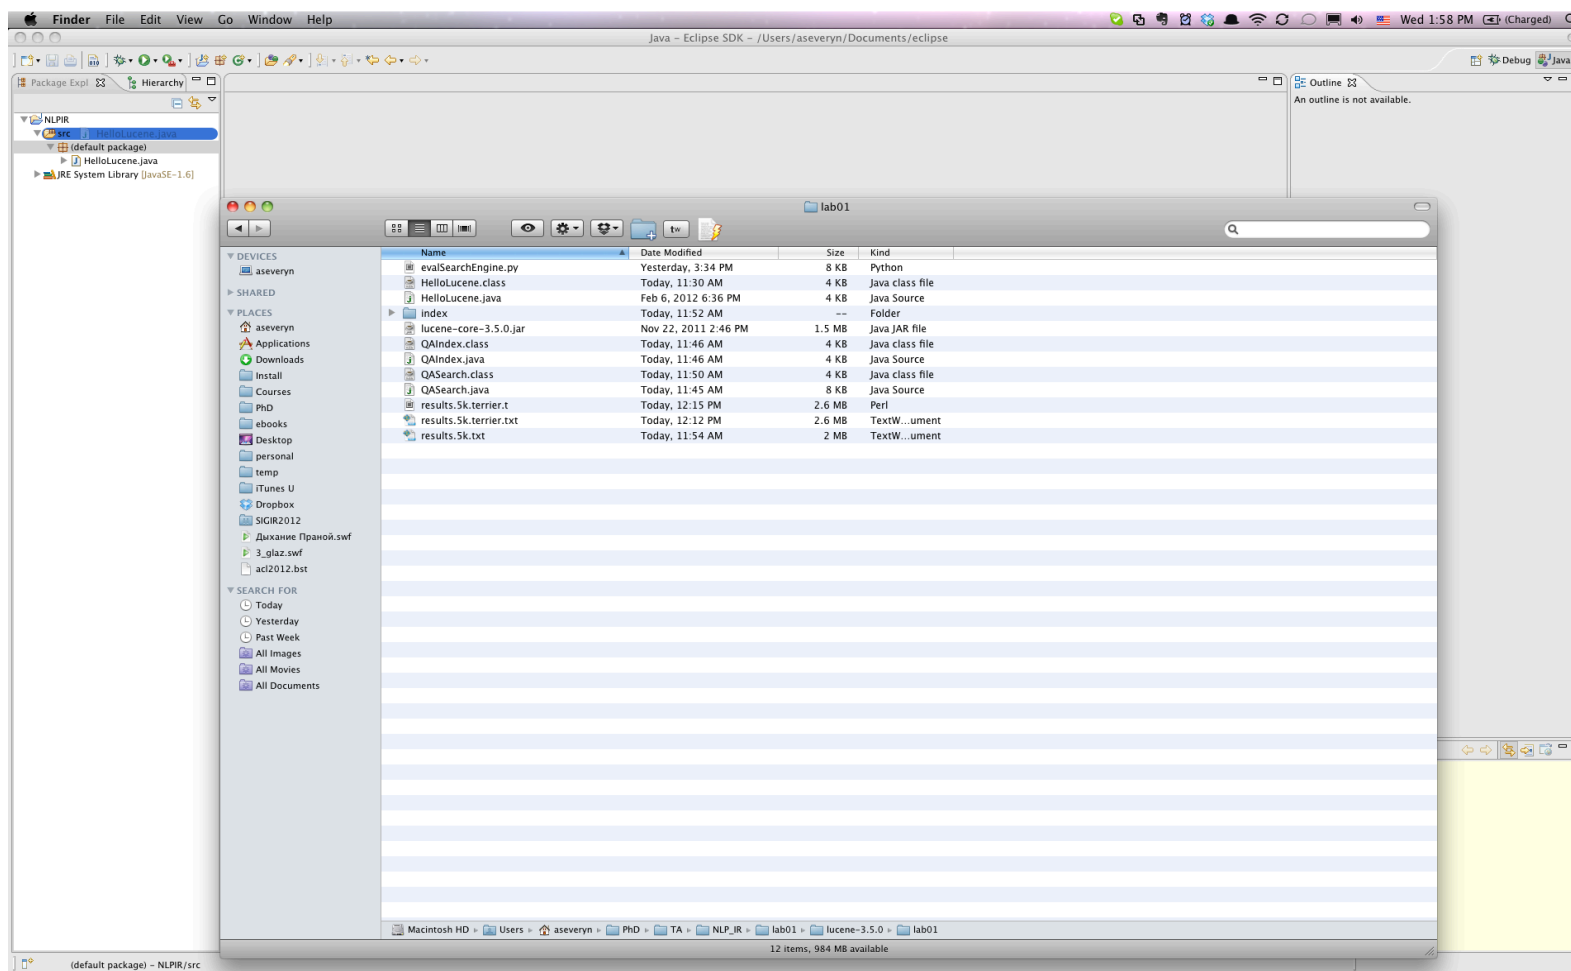 Finder File Edit View Go Window Help Wed 1:58 PM (Charged)
Java – Eclipse SDK – /Users/aseveryn/Documents/eclipse
Debug Java
Package Expl Hierarchy Outline
An outline is not available.
NLPIR
src HelloLucene.java
(default package)
HelloLucene.java
JRE System Library [JavaSE-1.6]
lab01
tw
DEVICES
aseveryn
SHARED
PLACES
aseveryn
Applications
Downloads
Install
Courses
PhD
ebooks
Desktop
personal
temp
iTunes U
Dropbox
SIGIR2012
Дыхание Праной.swf
3_glaz.swf
acl2012.bst
SEARCH FOR
Today
Yesterday
Past Week
All Images
All Movies
All Documents
Name Date Modified Size Kind
evalSearchEngine.py Yesterday, 3:34 PM 8 KB Python
HelloLucene.class Today, 11:30 AM 4 KB Java class file
HelloLucene.java Feb 6, 2012 6:36 PM 4 KB Java Source
index Today, 11:52 AM -- Folder
lucene-core-3.5.0.jar Nov 22, 2011 2:46 PM 1.5 MB Java JAR file
QAIndex.class Today, 11:46 AM 4 KB Java class file
QAIndex.java Today, 11:46 AM 4 KB Java Source
QASearch.class Today, 11:50 AM 4 KB Java class file
QASearch.java Today, 11:45 AM 8 KB Java Source
results.5k.terrier.t Today, 12:15 PM 2.6 MB Perl
results.5k.terrier.txt Today, 12:12 PM 2.6 MB TextW...ument
results.5k.txt Today, 11:54 AM 2 MB TextW...ument
Macintosh HD Users aseveryn PhD TA NLP_IR lab01 lucene-3.5.0 lab01
12 items, 984 MB available
(default package) – NLPIR/src